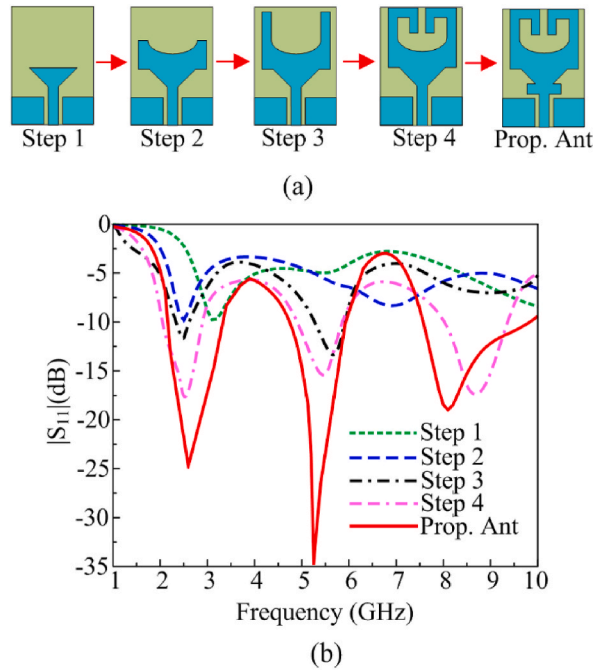 Step 1 Step 2 Step 3 Step 4 Prop. Ant
(a)
0
-5
-10
-15
-20
-25
-30
-35
|S₁₁|(dB)
Step 1
Step 2
Step 3
Step 4
Prop. Ant
1 2 3 4 5 6 7 8 9 10
Frequency (GHz)
(b)